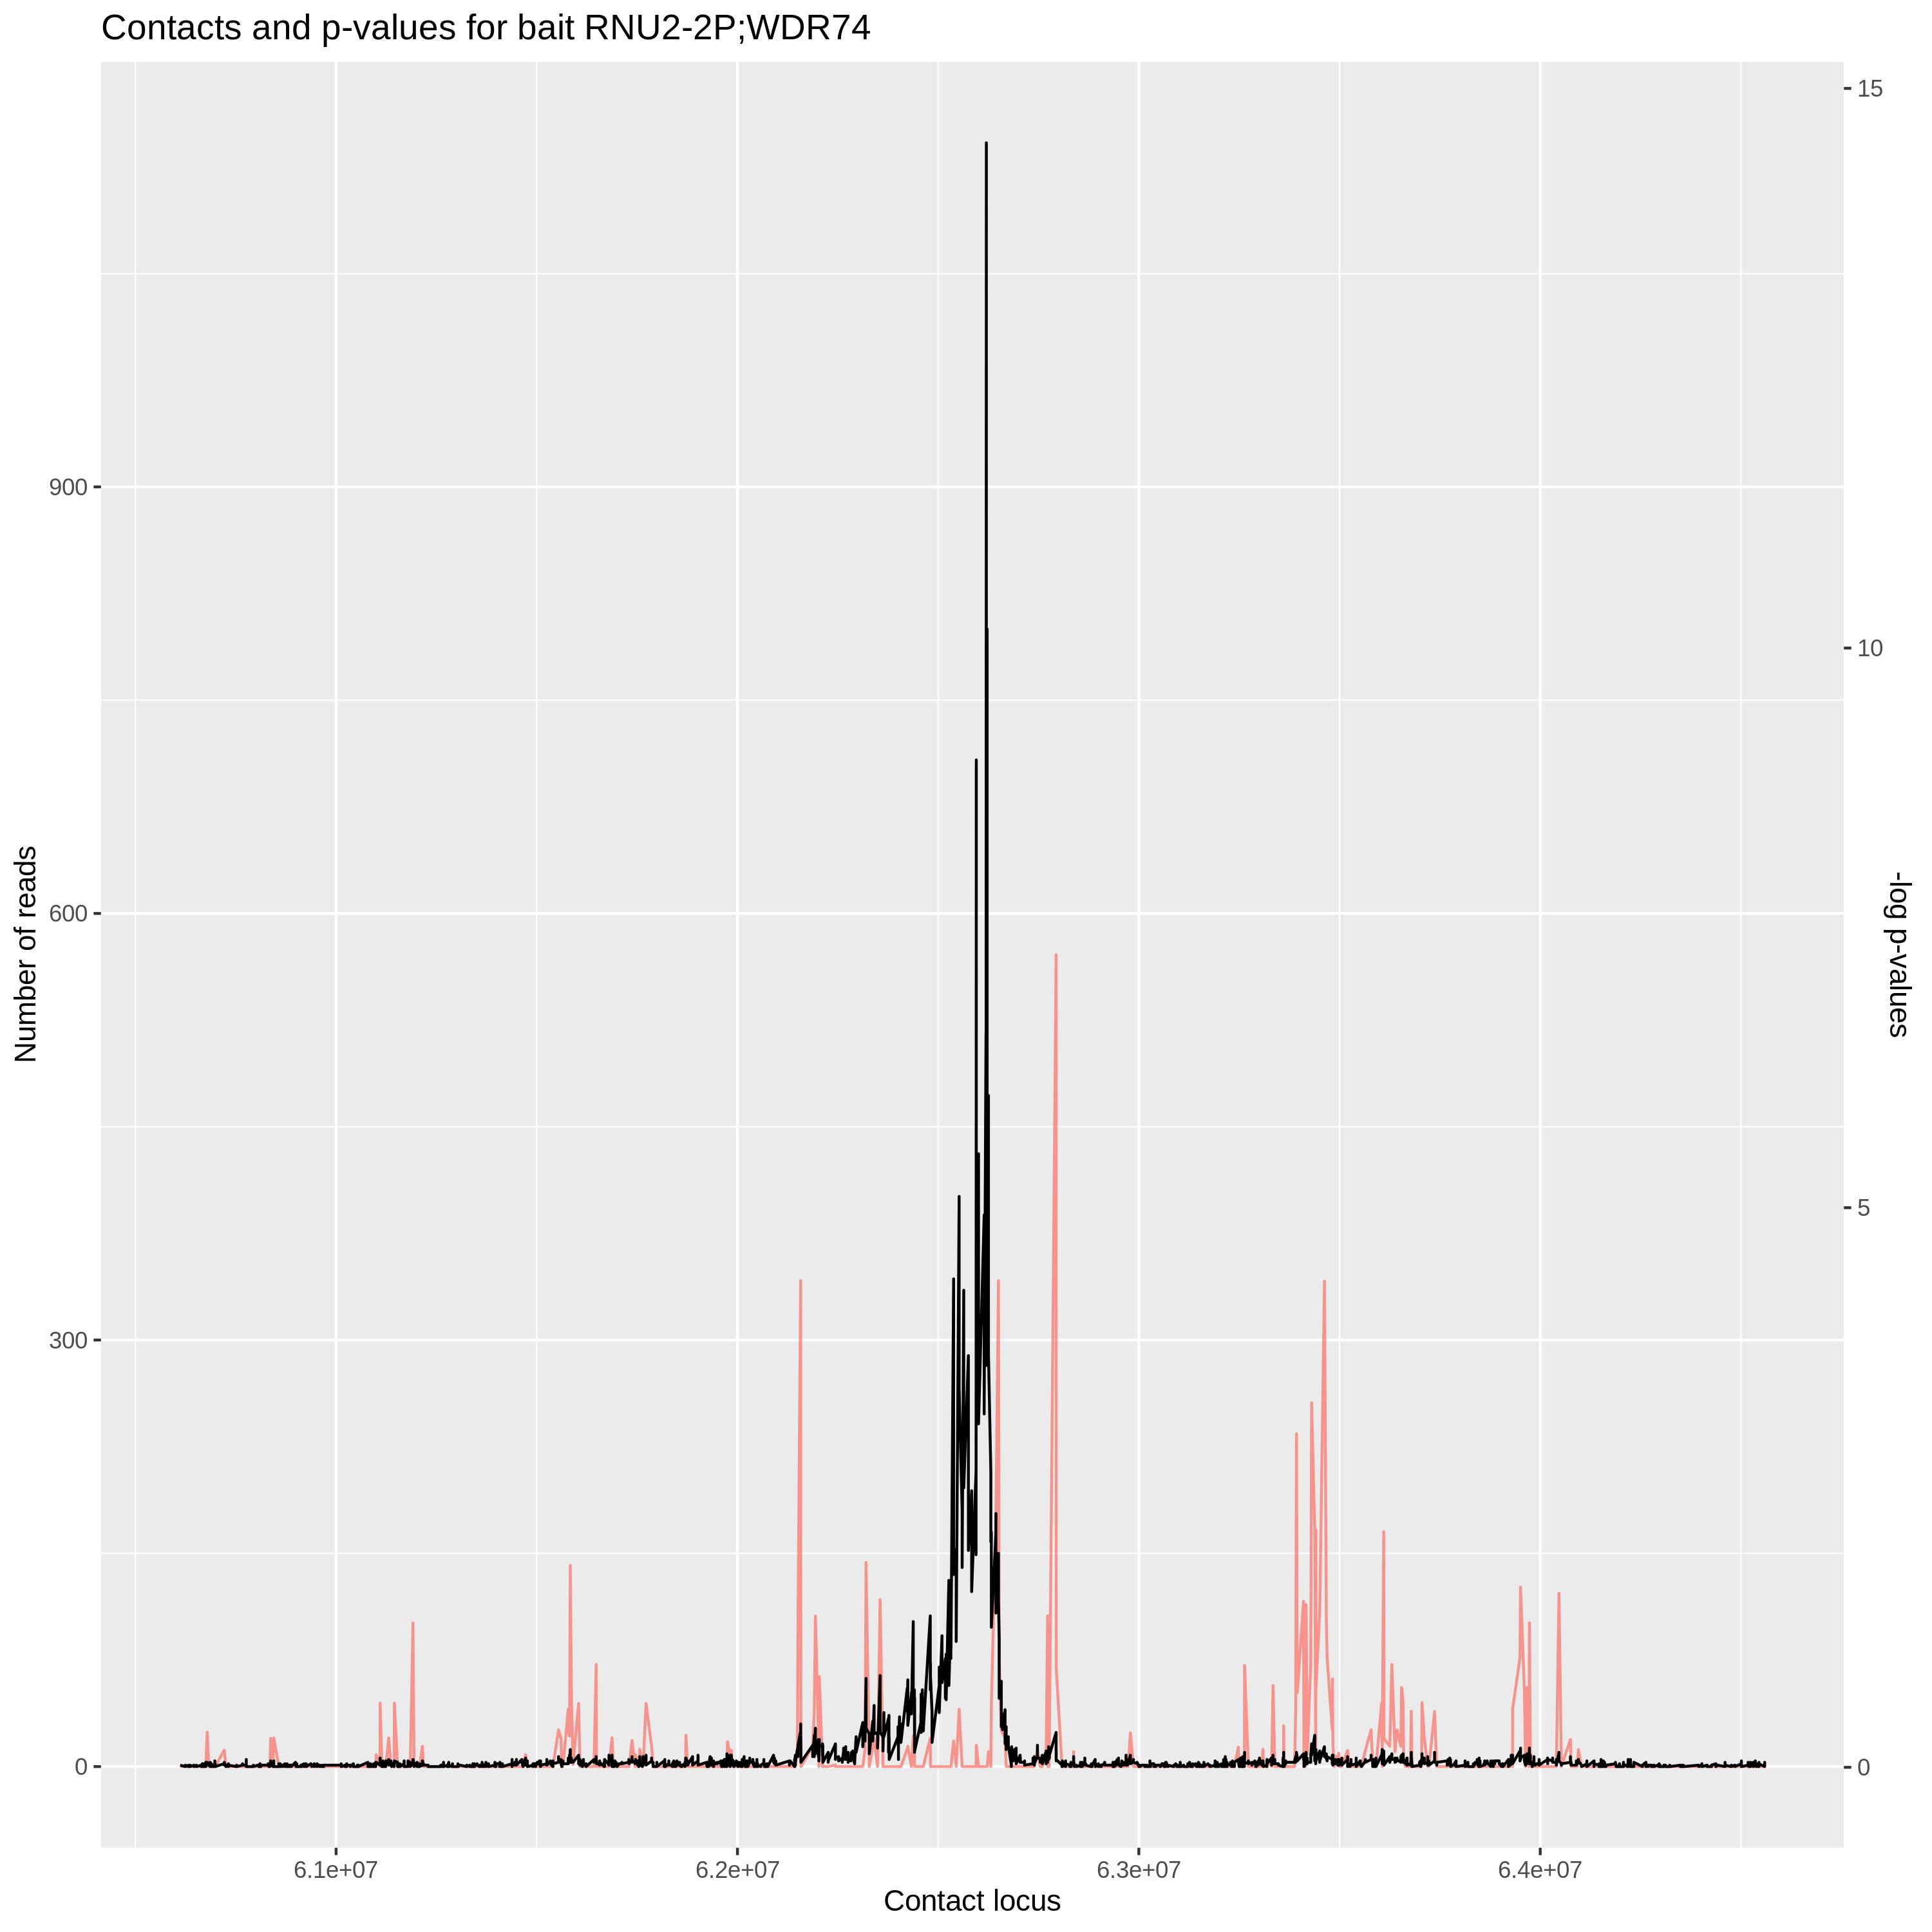 Contacts and p-values for bait RNU2-2P;WDR74
15
900
10
Number of reads
-log p-values
600
5
300
0
0
6.1e+07
6.2e+07
6.3e+07
6.4e+07
Contact locus